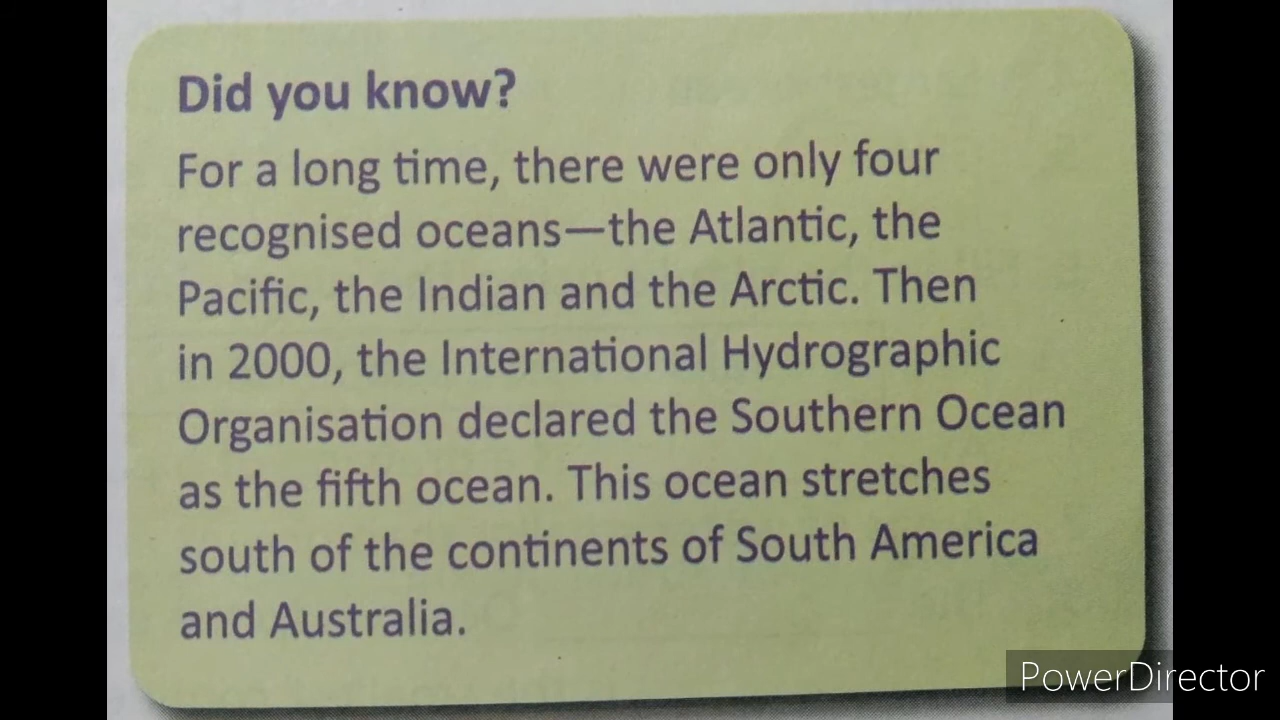 Did you know?
For a long time, there were only four
recognised oceans—the Atlantic, the
Pacific, the Indian and the Arctic. Then
in 2000, the International Hydrographic
Organisation declared the Southern Ocean
as the fifth ocean. This ocean stretches
south of the continents of South America
and Australia.
PowerDirector